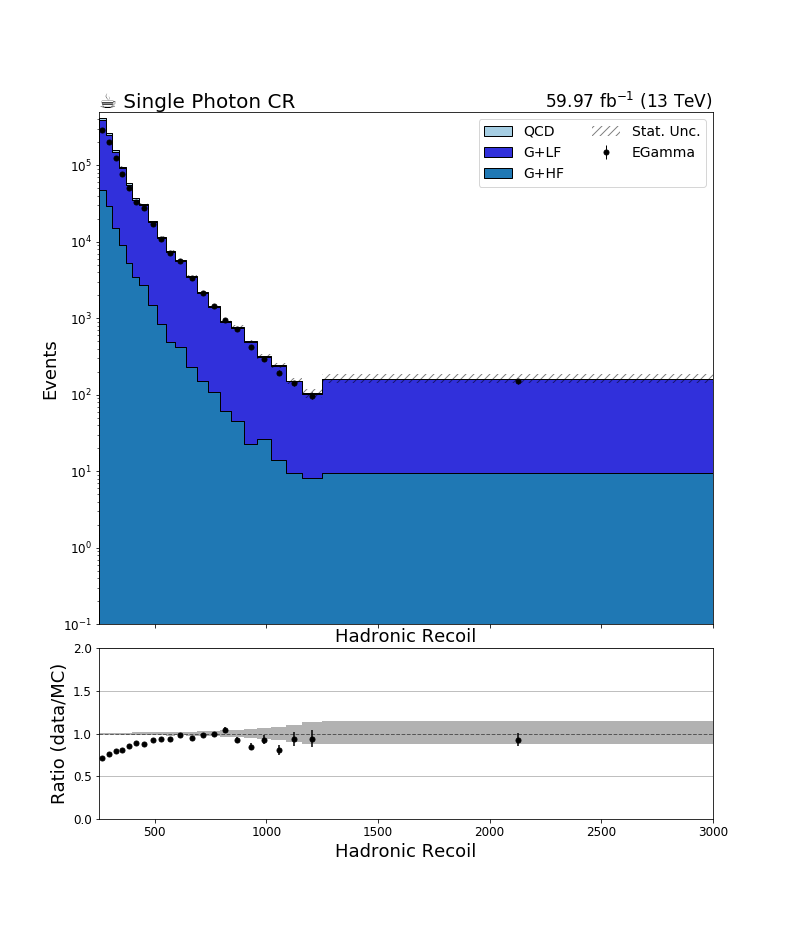 ☕ Single Photon CR
59.97 fb⁻¹ (13 TeV)
QCD
G+LF
G+HF
Stat. Unc.
EGamma
Events
10⁵
10⁴
10³
10²
10¹
10⁰
10⁻¹
Hadronic Recoil
Ratio (data/MC)
2.0
1.5
1.0
0.5
0.0
500 1000 1500 2000 2500 3000
Hadronic Recoil